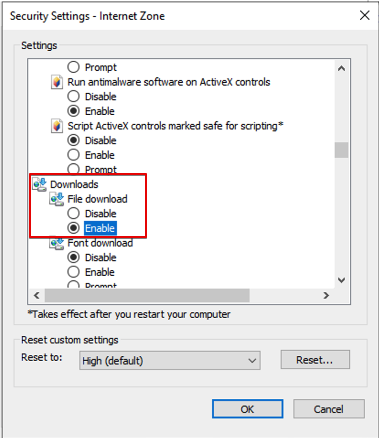 Security Settings - Internet Zone
Settings
Prompt
Run antimalware software on ActiveX controls
Disable
Enable
Script ActiveX controls marked safe for scripting*
Disable
Enable
Prompt
Downloads
File download
Disable
Enable
Font download
Disable
Enable
Prompt
*Takes effect after you restart your computer
Reset custom settings
Reset to: High (default) Reset...
OK Cancel